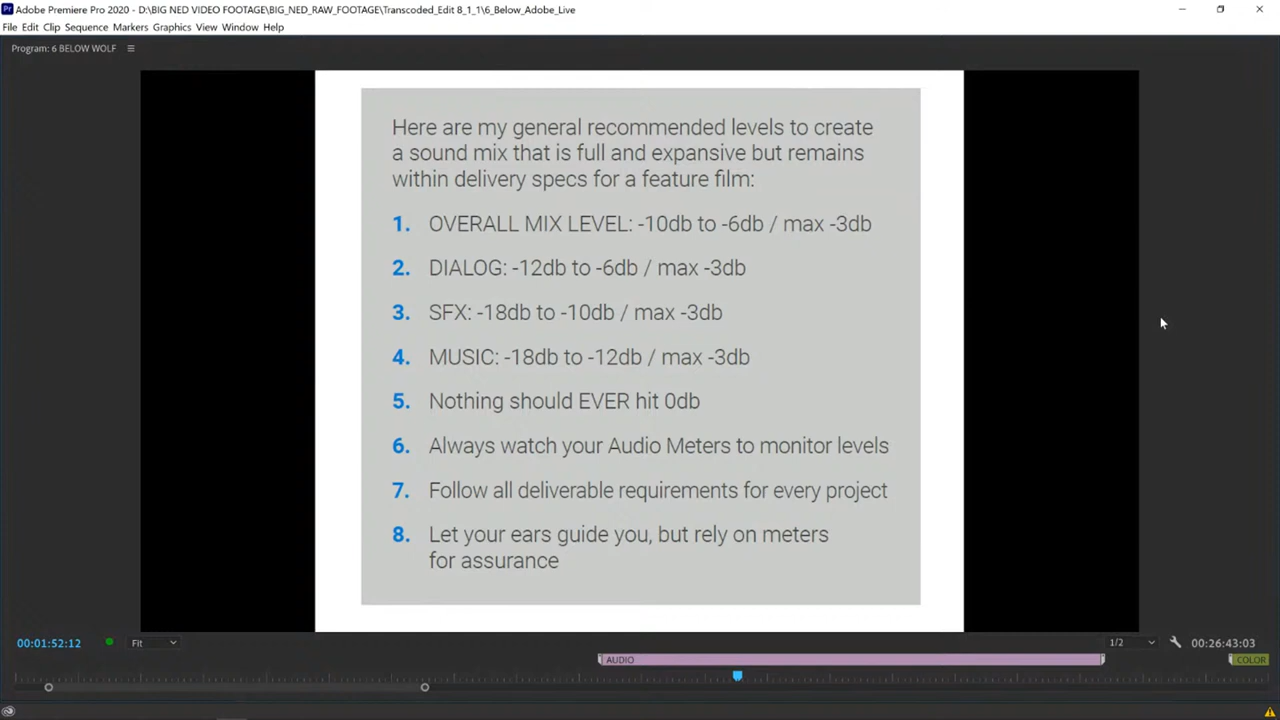 Adobe Premiere Pro 2020 - D:\BIG NED VIDEO FOOTAGE\BIG_NED_RAW_FOOTAGE\Transcoded_Edit 8_1_1\6_Below_Adobe_Live
File Edit Clip Sequence Markers Graphics View Window Help
Program: 6 BELOW WOLF
Here are my general recommended levels to create
a sound mix that is full and expansive but remains
within delivery specs for a feature film:
1. OVERALL MIX LEVEL: -10db to -6db / max -3db
2. DIALOG: -12db to -6db / max -3db
3. SFX: -18db to -10db / max -3db
4. MUSIC: -18db to -12db / max -3db
5. Nothing should EVER hit 0db
6. Always watch your Audio Meters to monitor levels
7. Follow all deliverable requirements for every project
8. Let your ears guide you, but rely on meters
for assurance
00:01:52:12 Fit 1/2 00:26:43:03
AUDIO COLOR